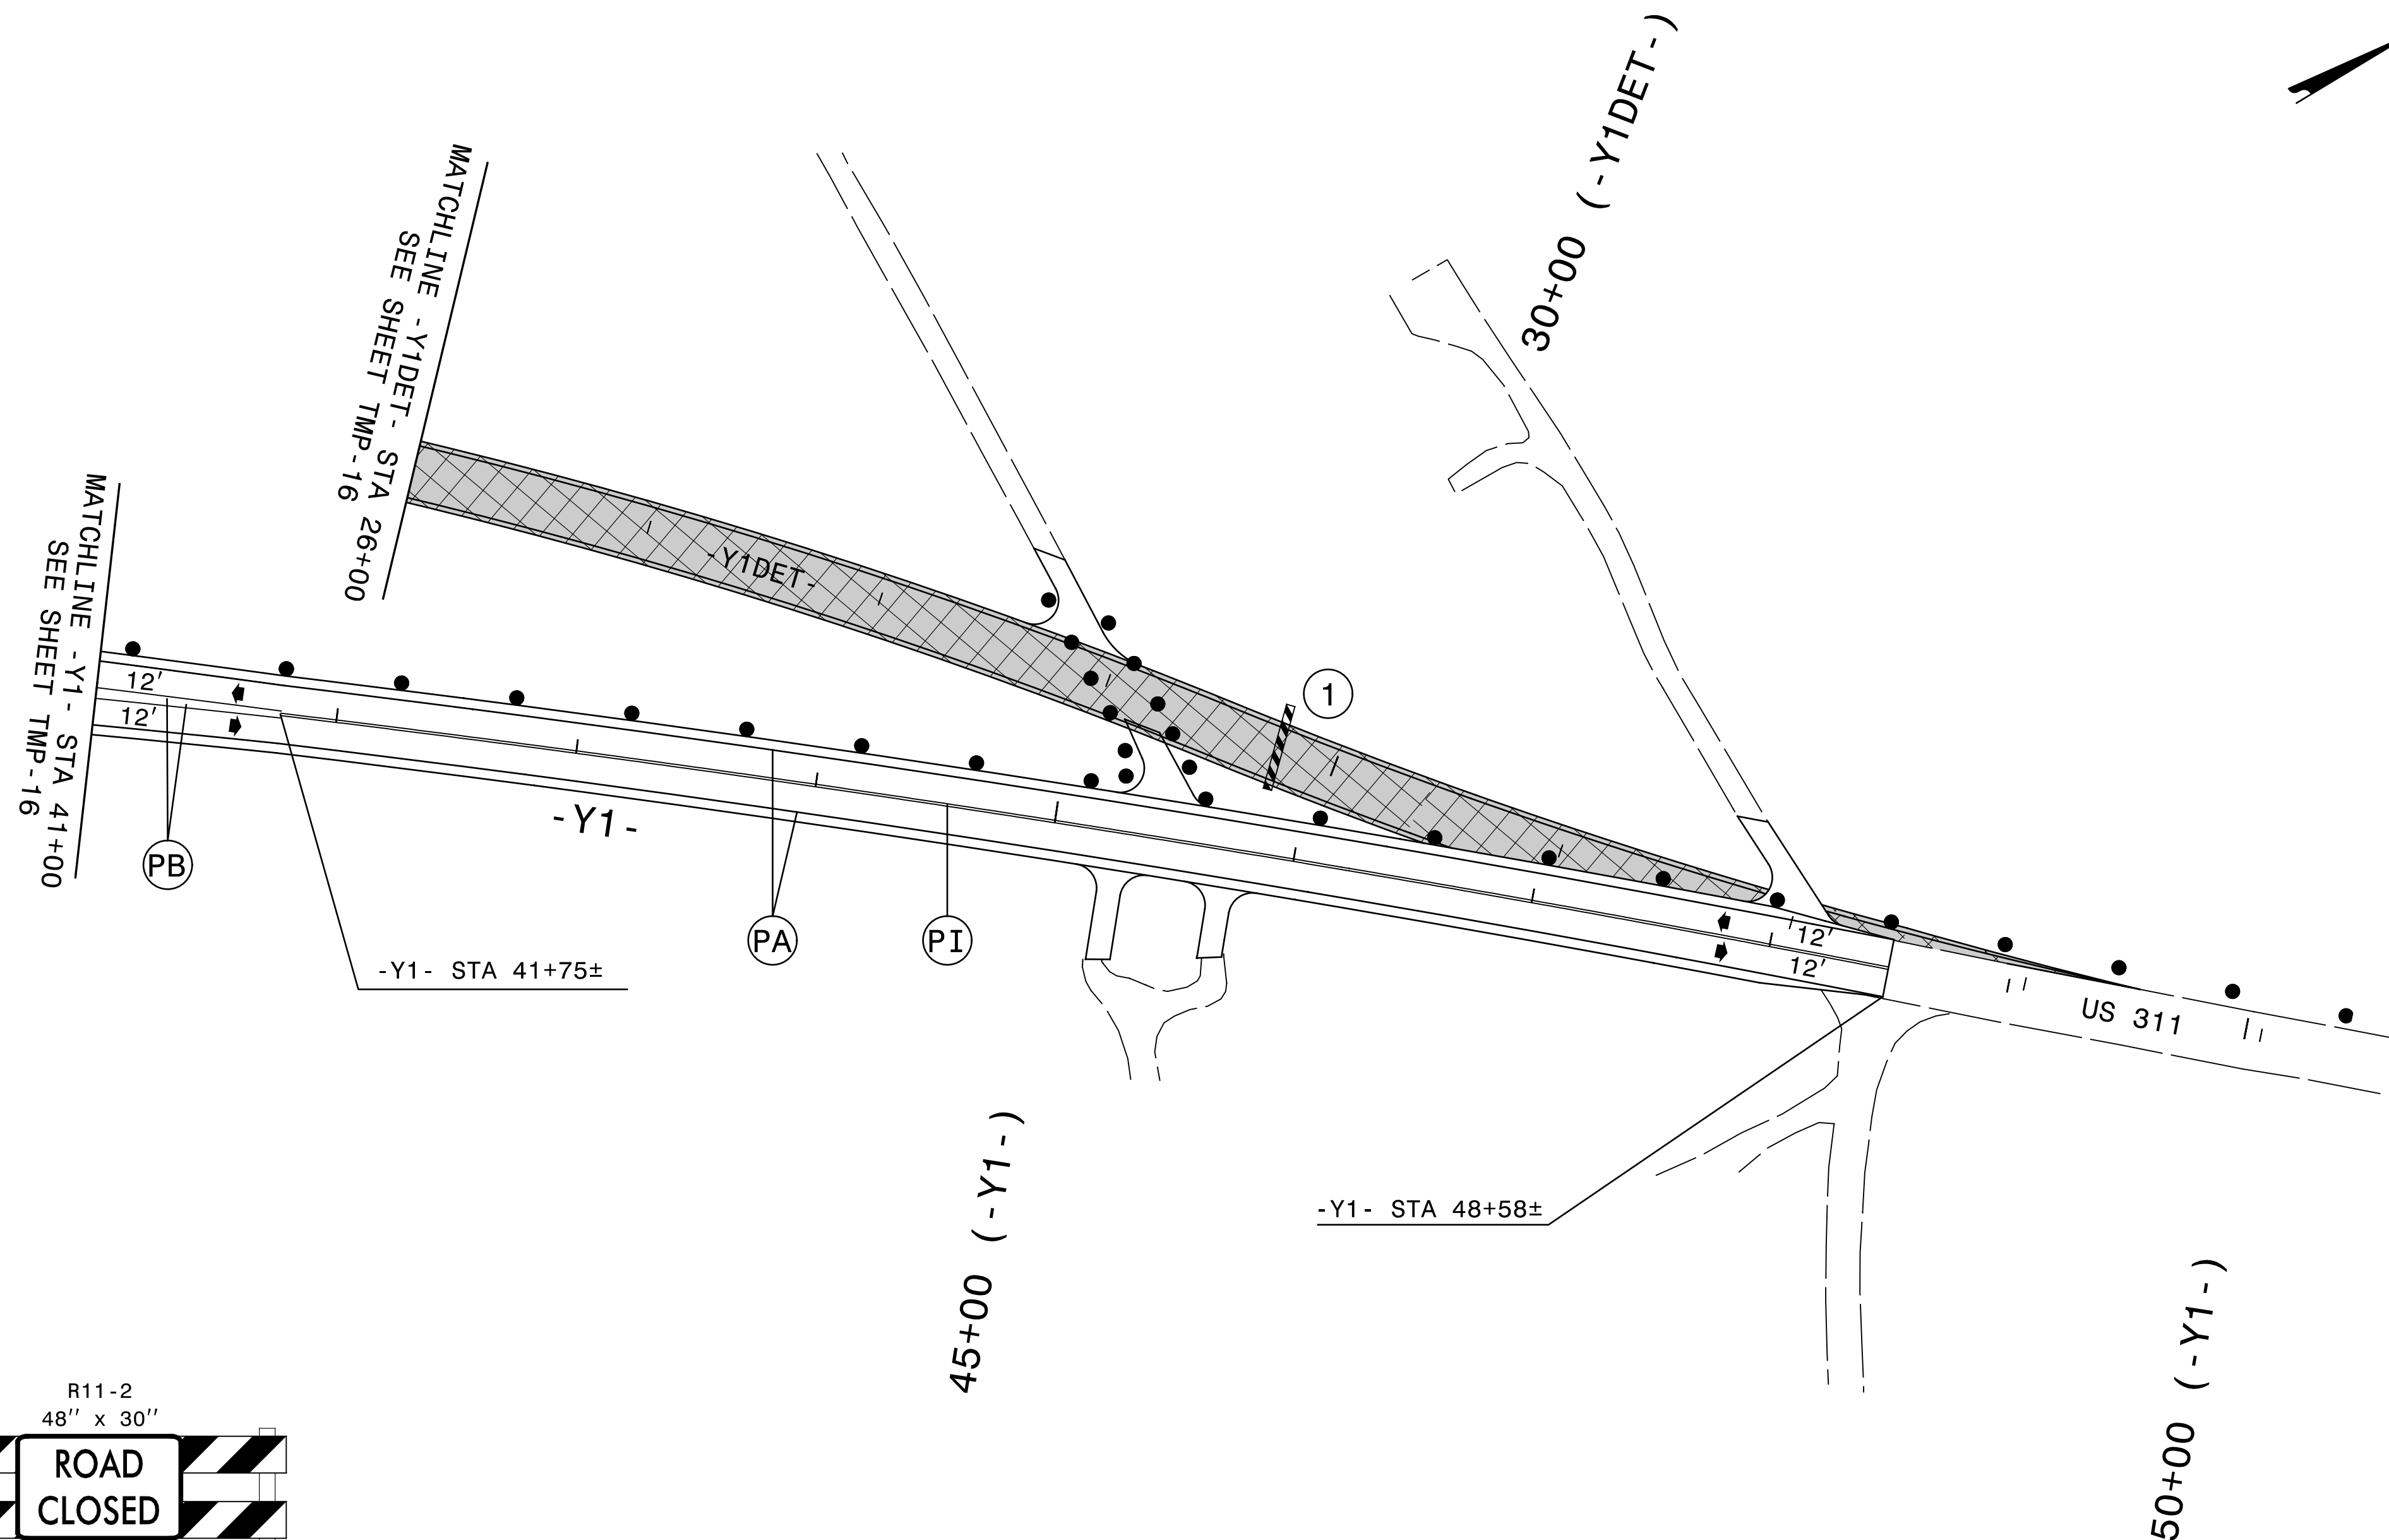 30+00 (-Y1DET-)
MATCHLINE -Y1DET- STA 26+00
SEE SHEET TMP-16
MATCHLINE -Y1- STA 41+00
SEE SHEET TMP-16
-Y1DET-
1
12'
12'
-Y1-
PB
PA
PI
-Y1- STA 41+75±
12'
12'
US 311
-Y1- STA 48+58±
45+00 (-Y1-)
50+00 (-Y1-)
R11-2
48'' x 30''
ROAD
CLOSED